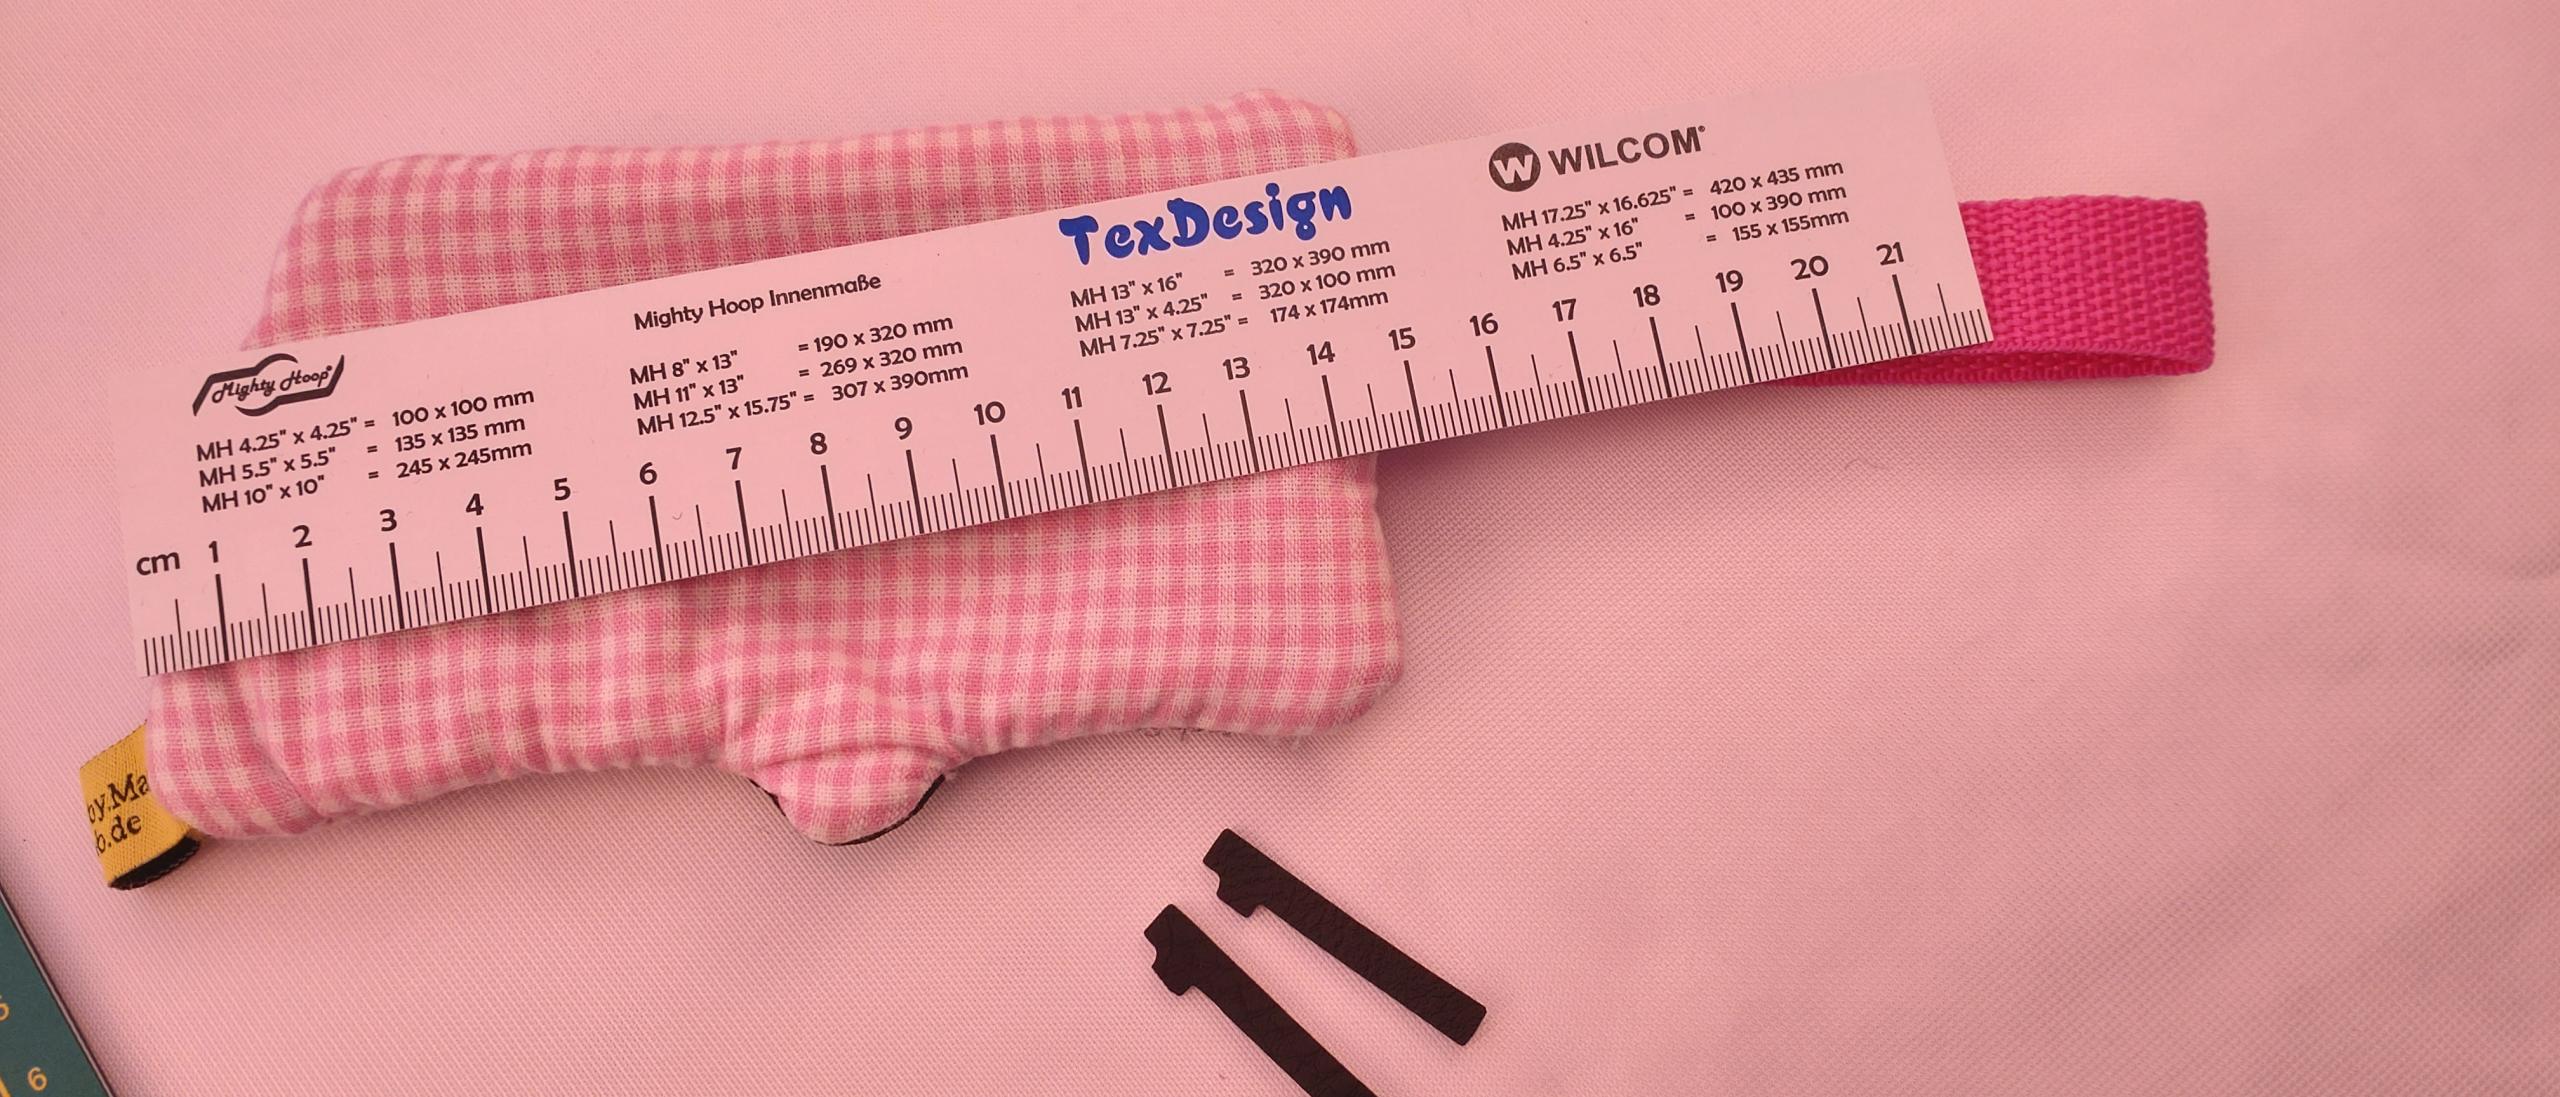 WILCOM®
TexDesign
MH 17.25" x 16.625" = 420 x 435 mm
MH 4.25" x 16" = 100 x 390 mm
MH 6.5" x 6.5" = 155 x 155mm
MH 13" x 16" = 320 x 390 mm
MH 13" x 4.25" = 320 x 100 mm
MH 7.25" x 7.25" = 174 x 174mm
Mighty Hoop Innenmaße
MH 8" x 13" = 190 x 320 mm
MH 11" x 13" = 269 x 320 mm
MH 12.5" x 15.75" = 307 x 390mm
Mighty Hoop®
MH 4.25" x 4.25" = 100 x 100 mm
MH 5.5" x 5.5" = 135 x 135 mm
MH 10" x 10" = 245 x 245mm
cm 1 2 3 4 5 6 7 8 9 10 11 12 13 14 15 16 17 18 19 20 21
by.Ma
b.de
6